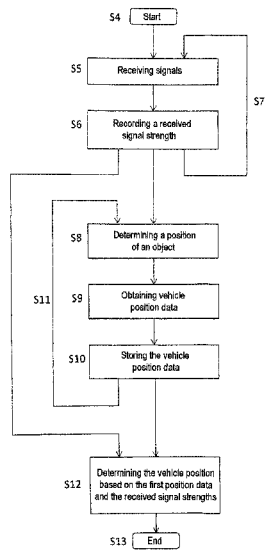 S4 Start
S5 Receiving signals
S7
S6 Recording a received
signal strength
S8 Determining a position
of an object
S11
S9 Obtaining vehicle
position data
S10 Storing the vehicle
position data
S12 Determining the vehicle position
based on the first position data
and the received signal strengths
S13 End